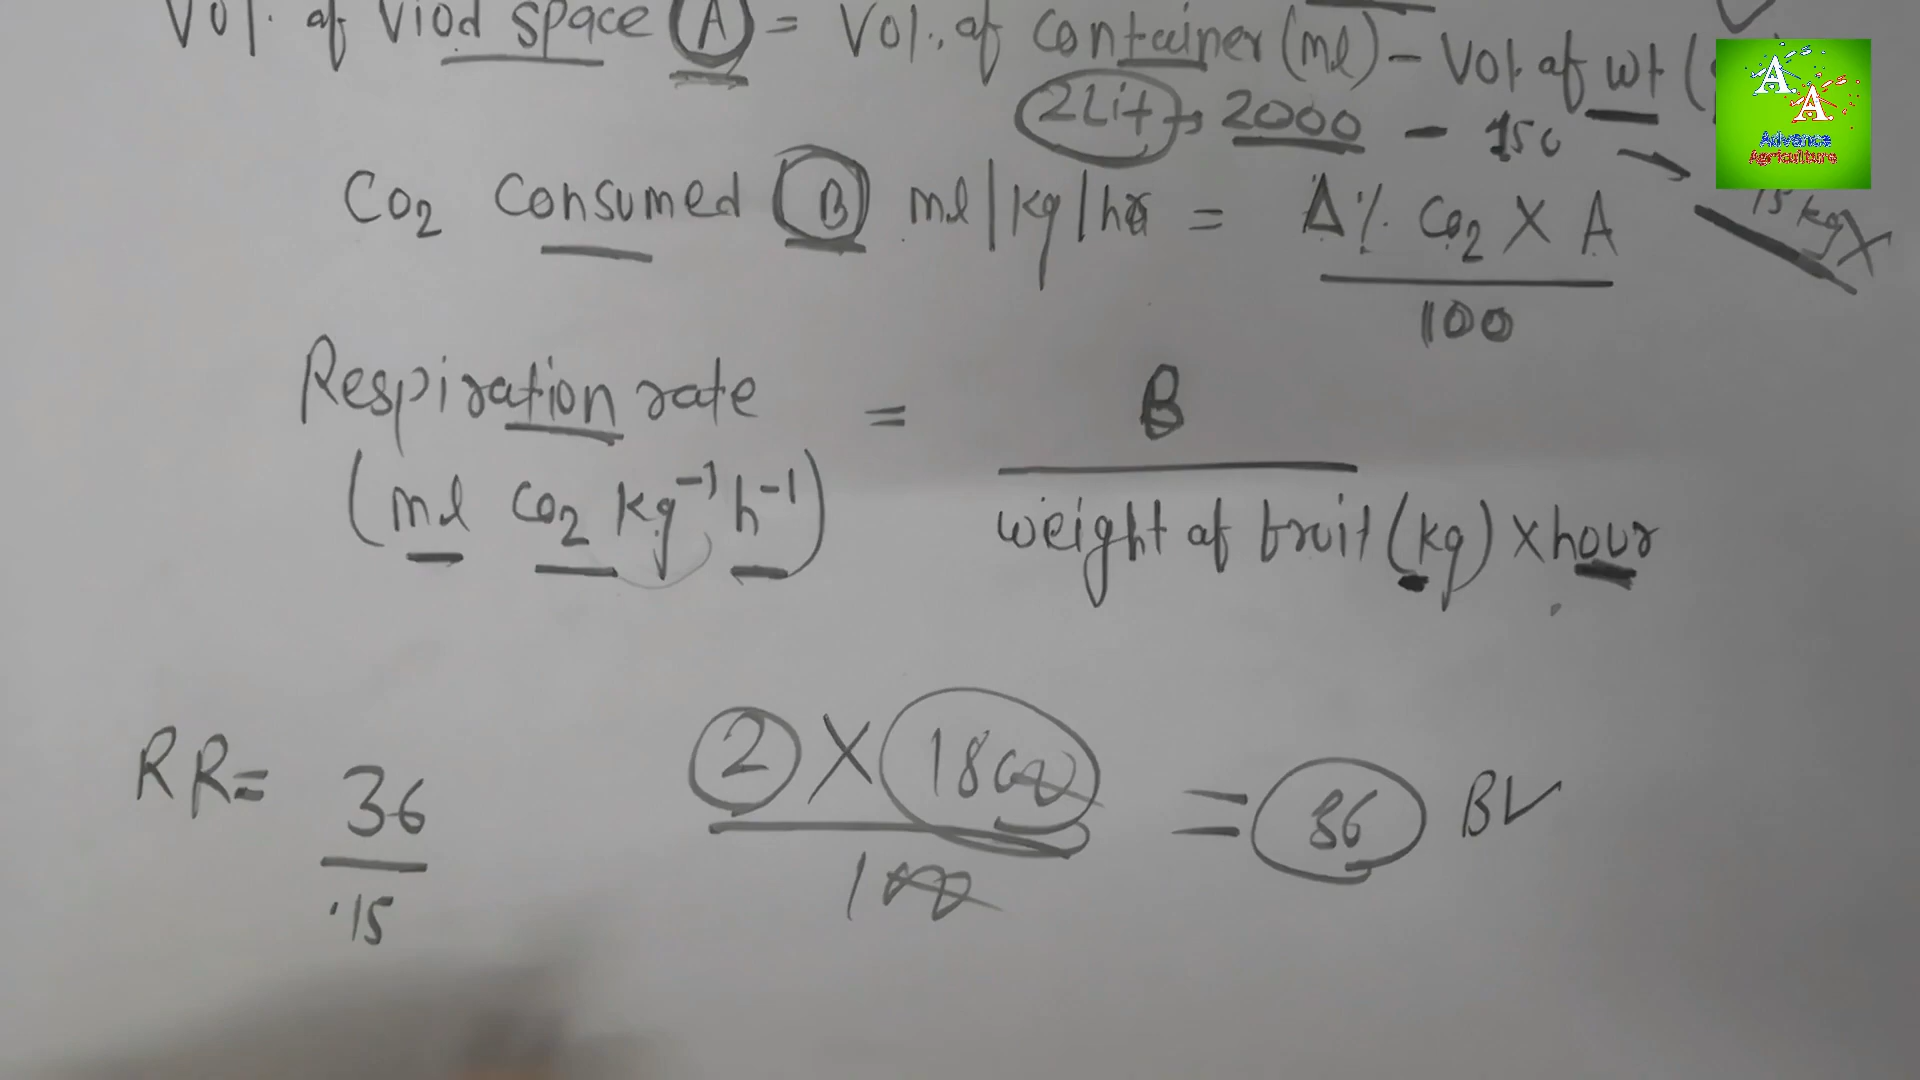 Vol. of Viod space (A) = Vol. of container (ml) - Vol. of wt (
2Lit → 2000 - 150 →
.15 kg
CO2 Consumed (B) ml/kg/hr = Δ% CO2 X A
100
Respiration rate = B
(ml CO2 kg⁻¹ h⁻¹) weight of fruit (kg) x hour
RR = 36
.15
2 X 1800 = 36 B
100
A A
Advance
Agriculture